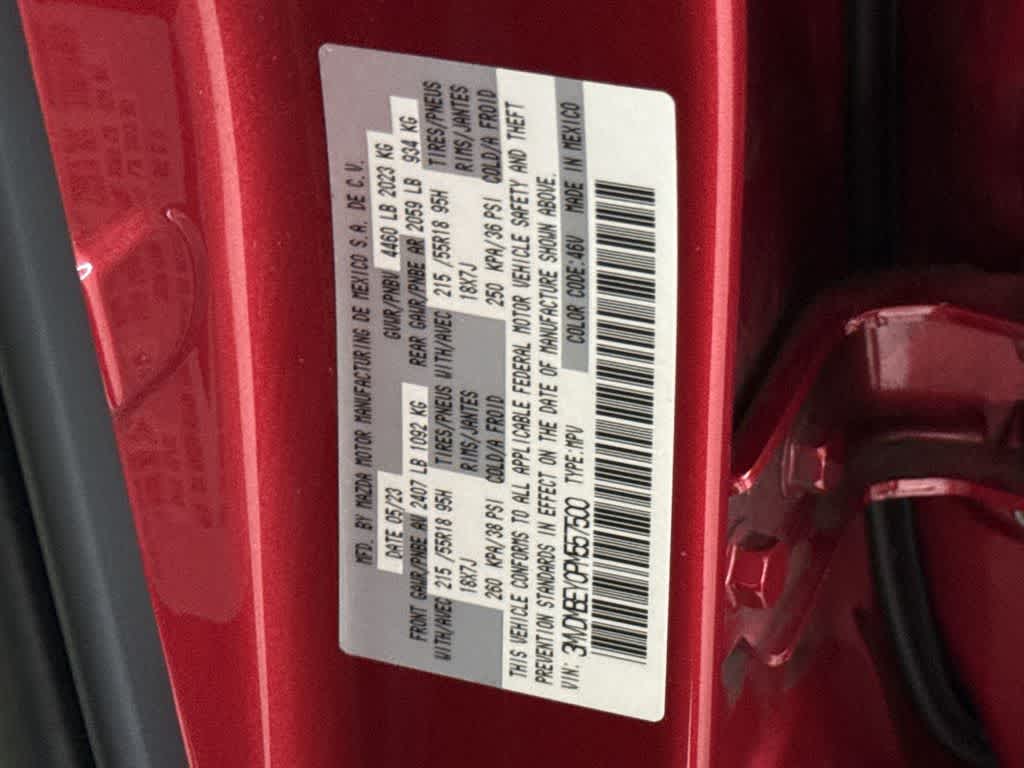 MFD. BY MAZDA MOTOR MANUFACTURING DE MEXICO S.A. DE C.V.
DATE 05/23 GVWR/PNBV 4460 LB 2023 KG
FRONT GAWR/PNBE AV 2407 LB 1092 KG REAR GAWR/PNBE AR 2059 LB 934 KG
WITH/AVEC 215 /55R18 95H TIRES/PNEUS WITH/AVEC 215 /55R18 95H TIRES/PNEUS
18X7J RIMS/JANTES 18X7J RIMS/JANTES
260 KPA/38 PSI COLD/A FROID 250 KPA/36 PSI COLD/A FROID
THIS VEHICLE CONFORMS TO ALL APPLICABLE FEDERAL MOTOR VEHICLE SAFETY AND THEFT
PREVENTION STANDARDS IN EFFECT ON THE DATE OF MANUFACTURE SHOWN ABOVE.
VIN: 3MVDMBEY0PM557500 TYPE:MPV COLOR CODE:46V MADE IN MEXICO